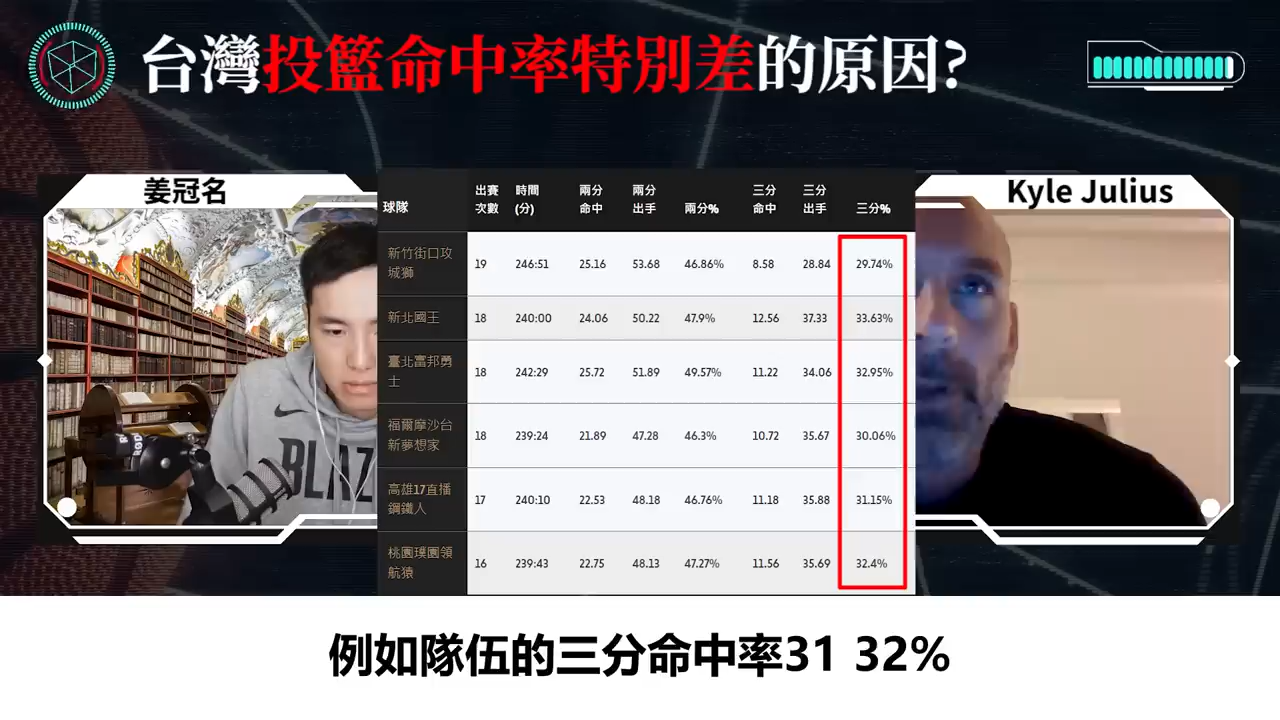 台灣投籃命中率特別差的原因?
姜冠名
Kyle Julius
球隊 出賽次數 時間(分) 兩分命中 兩分出手 兩分% 三分命中 三分出手 三分%
新竹街口攻城獅 19 246:51 25.16 53.68 46.86% 8.58 28.84 29.74%
新北國王 18 240:00 24.06 50.22 47.9% 12.56 37.33 33.63%
臺北富邦勇士 18 242:29 25.72 51.89 49.57% 11.22 34.06 32.95%
福爾摩沙台新夢想家 18 239:24 21.89 47.28 46.3% 10.72 35.67 30.06%
高雄17直播鋼鐵人 17 240:10 22.53 48.18 46.76% 11.18 35.88 31.15%
桃園璞園領航猿 16 239:43 22.75 48.13 47.27% 11.56 35.69 32.4%
RØDE
BLAZ
例如隊伍的三分命中率31 32%